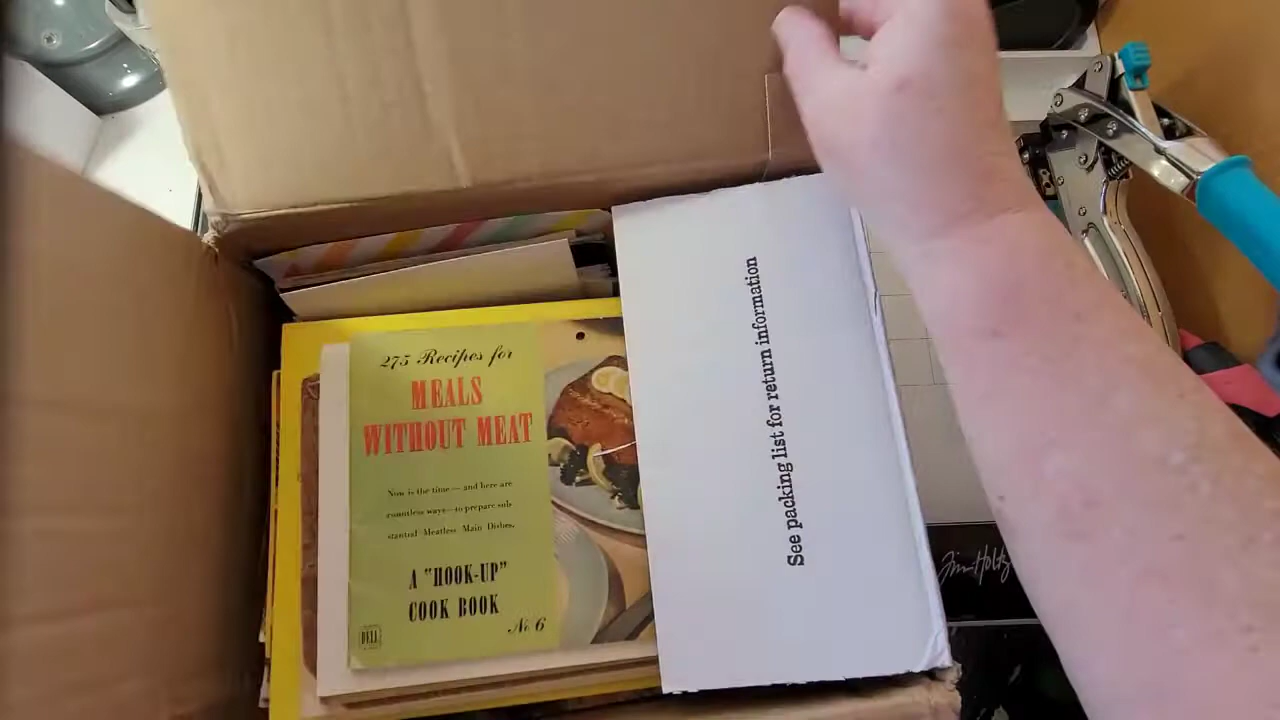 275 Recipes for
MEALS
WITHOUT MEAT
Now is the time — and here are
countless ways—to prepare sub-
stantial Meatless Main Dishes.
A "HOOK-UP"
COOK BOOK
No 6
DELL
See packing list for return information
Tim Holtz